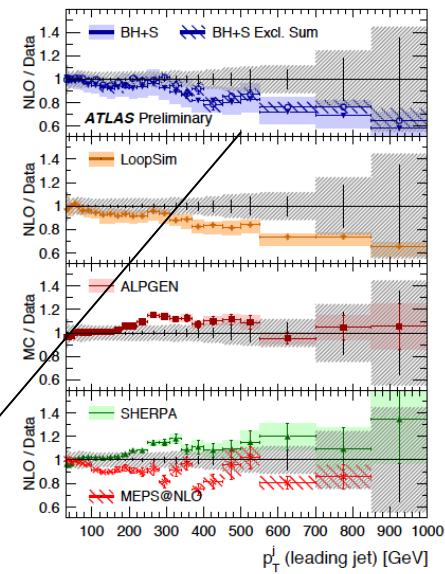 NLO / Data
1.4
1.2
1
0.8
0.6
BH+S
BH+S Excl. Sum
ATLAS Preliminary
NLO / Data
1.4
1.2
1
0.8
0.6
LoopSim
MC / Data
1.4
1.2
1
0.8
0.6
ALPGEN
NLO / Data
1.4
1.2
1
0.8
0.6
SHERPA
MEPS@NLO
100 200 300 400 500 600 700 800 900 1000
p_T^j (leading jet) [GeV]